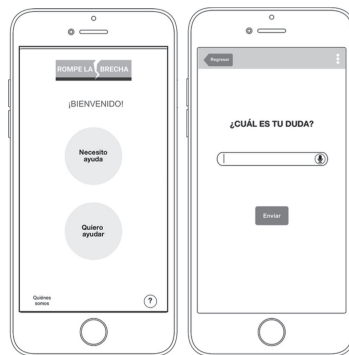 ROMPE LA BRECHA
¡BIENVENIDO!
Necesito
ayuda
Quiero
ayudar
Quiénes
somos
?
Regresar
¿CUÁL ES TU DUDA?
Enviar